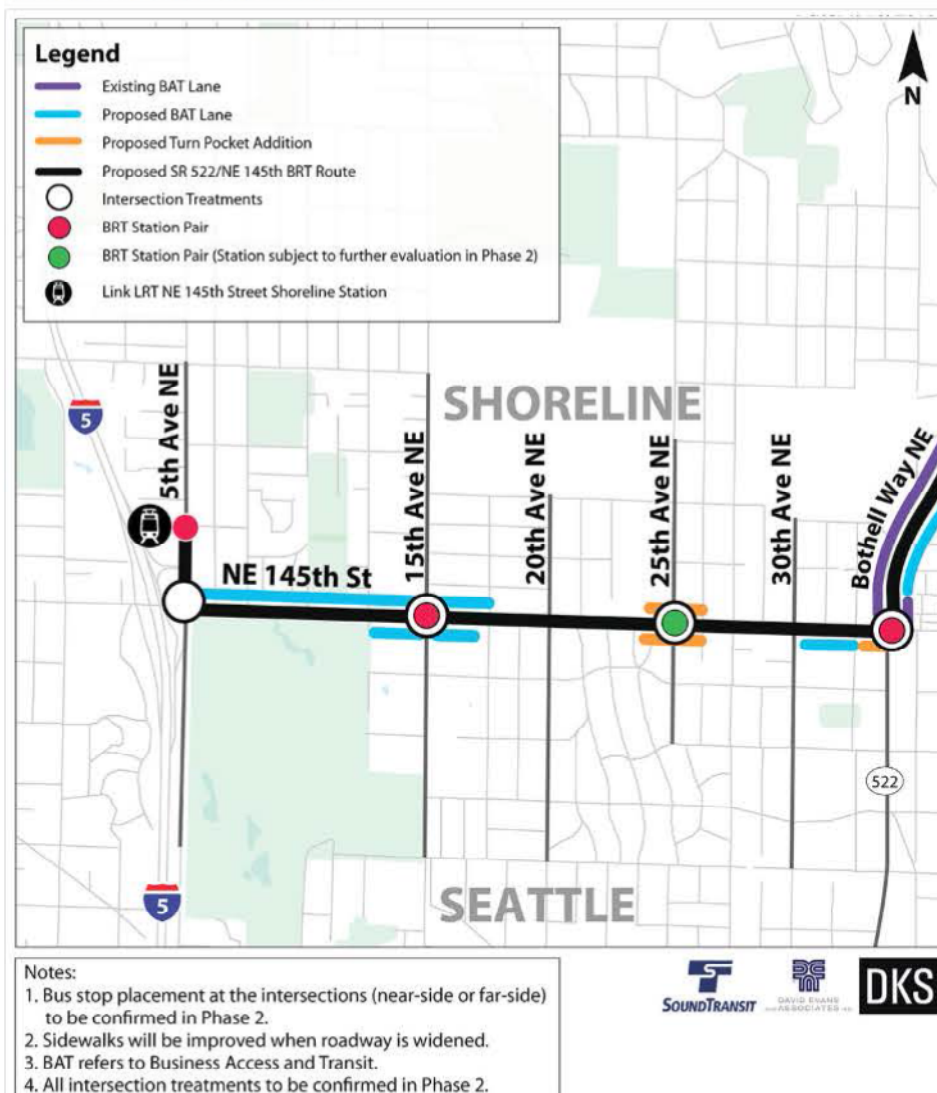 Legend
Existing BAT Lane
Proposed BAT Lane
Proposed Turn Pocket Addition
Proposed SR 522/NE 145th BRT Route
Intersection Treatments
BRT Station Pair
BRT Station Pair (Station subject to further evaluation in Phase 2)
Link LRT NE 145th Street Shoreline Station
N
5
5th Ave NE
SHORELINE
15th Ave NE
20th Ave NE
25th Ave NE
30th Ave NE
Bothell Way NE
NE 145th St
522
5
SEATTLE
Notes:
1. Bus stop placement at the intersections (near-side or far-side)
to be confirmed in Phase 2.
2. Sidewalks will be improved when roadway is widened.
3. BAT refers to Business Access and Transit.
4. All intersection treatments to be confirmed in Phase 2.
SOUNDTRANSIT
DAVID EVANS
AND ASSOCIATES INC.
DKS